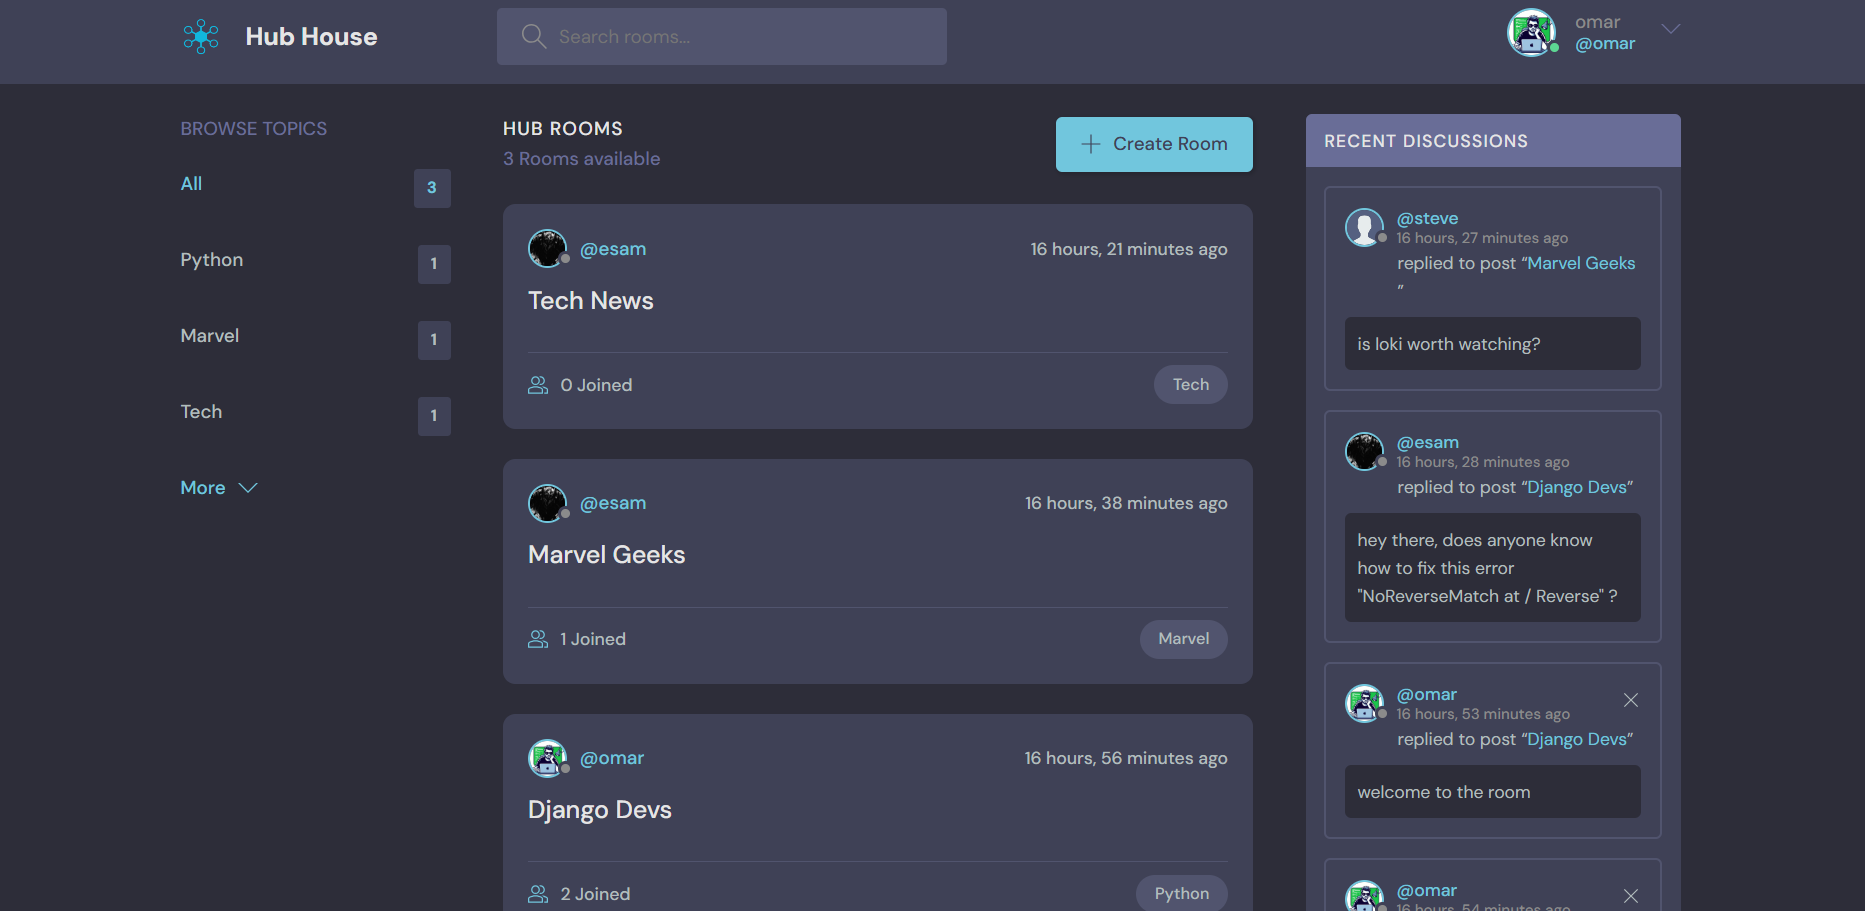 Hub House
Search rooms...
omar
@omar
BROWSE TOPICS
All
3
Python
1
Marvel
1
Tech
1
More
HUB ROOMS
3 Rooms available
Create Room
@esam
16 hours, 21 minutes ago
Tech News
0 Joined
Tech
@esam
16 hours, 38 minutes ago
Marvel Geeks
1 Joined
Marvel
@omar
16 hours, 56 minutes ago
Django Devs
2 Joined
Python
RECENT DISCUSSIONS
@steve
16 hours, 27 minutes ago
replied to post “Marvel Geeks
”
is loki worth watching?
@esam
16 hours, 28 minutes ago
replied to post “Django Devs”
hey there, does anyone know
how to fix this error
"NoReverseMatch at / Reverse" ?
@omar
16 hours, 53 minutes ago
replied to post “Django Devs”
welcome to the room
@omar
16 hours, 54 minutes ago